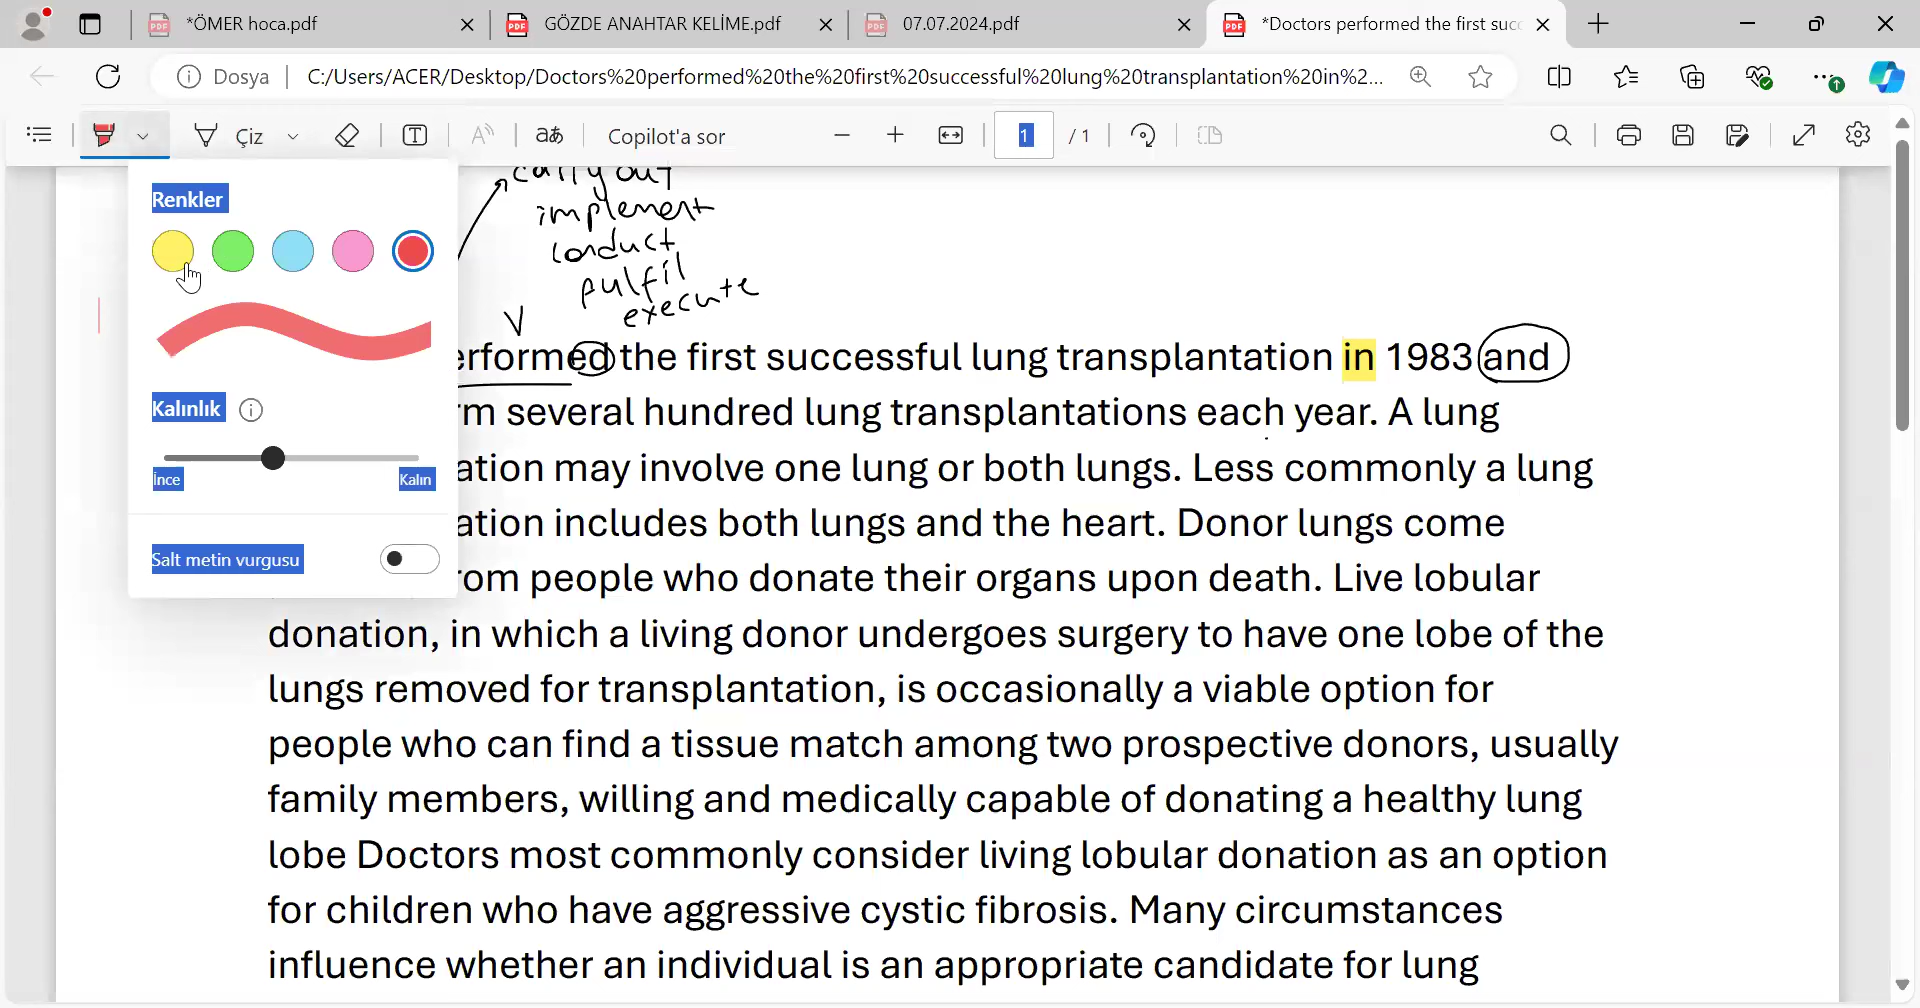 *ÖMER hoca.pdf
GÖZDE ANAHTAR KELİME.pdf
07.07.2024.pdf
*Doctors performed the first succ
Dosya
C:/Users/ACER/Desktop/Doctors%20performed%20the%20first%20successful%20lung%20transplantation%20in%2...
Çiz
aあ
Copilot'a sor
1
/ 1
Renkler
Kalınlık
İnce
Kalın
Salt metin vurgusu
carry out
implement
conduct
fulfil
execute
V
erformed the first successful lung transplantation in 1983 and
rm several hundred lung transplantations each year. A lung
ation may involve one lung or both lungs. Less commonly a lung
ation includes both lungs and the heart. Donor lungs come
rom people who donate their organs upon death. Live lobular
donation, in which a living donor undergoes surgery to have one lobe of the
lungs removed for transplantation, is occasionally a viable option for
people who can find a tissue match among two prospective donors, usually
family members, willing and medically capable of donating a healthy lung
lobe Doctors most commonly consider living lobular donation as an option
for children who have aggressive cystic fibrosis. Many circumstances
influence whether an individual is an appropriate candidate for lung